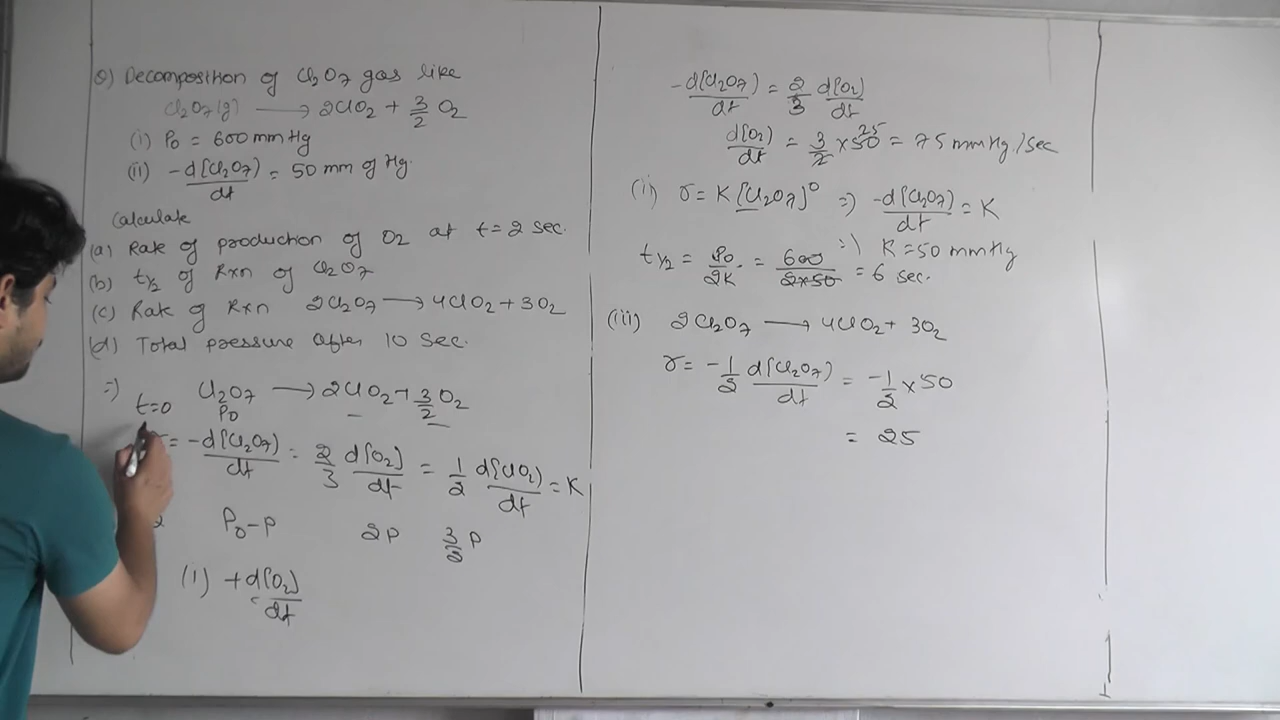 Q) Decomposition of Cl2O7 gas like
Cl2O7(g) ⟶ 2ClO2 + 3/2 O2
(i) P0 = 600 mm Hg
(ii) -d[Cl2O7]/dt = 50 mm of Hg.
Calculate
(a) Rate of production of O2 at t = 2 sec.
(b) t1/2 of Rxn of Cl2O7
(c) Rate of Rxn 2Cl2O7 ⟶ 4ClO2 + 3O2
(d) Total pressure after 10 sec.
⇒) Cl2O7 ⟶ 2ClO2 + 3/2 O2
t=0 P0 - -
= -d[Cl2O7]/dt = 2/3 d[O2]/dt = 1/2 d[ClO2]/dt = K
P0-P 2P 3/2 P
(1) + d[O2]/dt
-d[Cl2O7]/dt = 2/3 d[O2]/dt
d[O2]/dt = 3/2 × 50 25 = 75 mm Hg/sec
(ii) r = K [Cl2O7]^0 ⇒) -d[Cl2O7]/dt = K
⇒) K = 50 mm Hg
t1/2 = P0/2K = 600/2×50 = 6 sec.
(iii) 2Cl2O7 ⟶ 4ClO2 + 3O2
r = -1/2 d[Cl2O7]/dt = -1/2 × 50
= 25